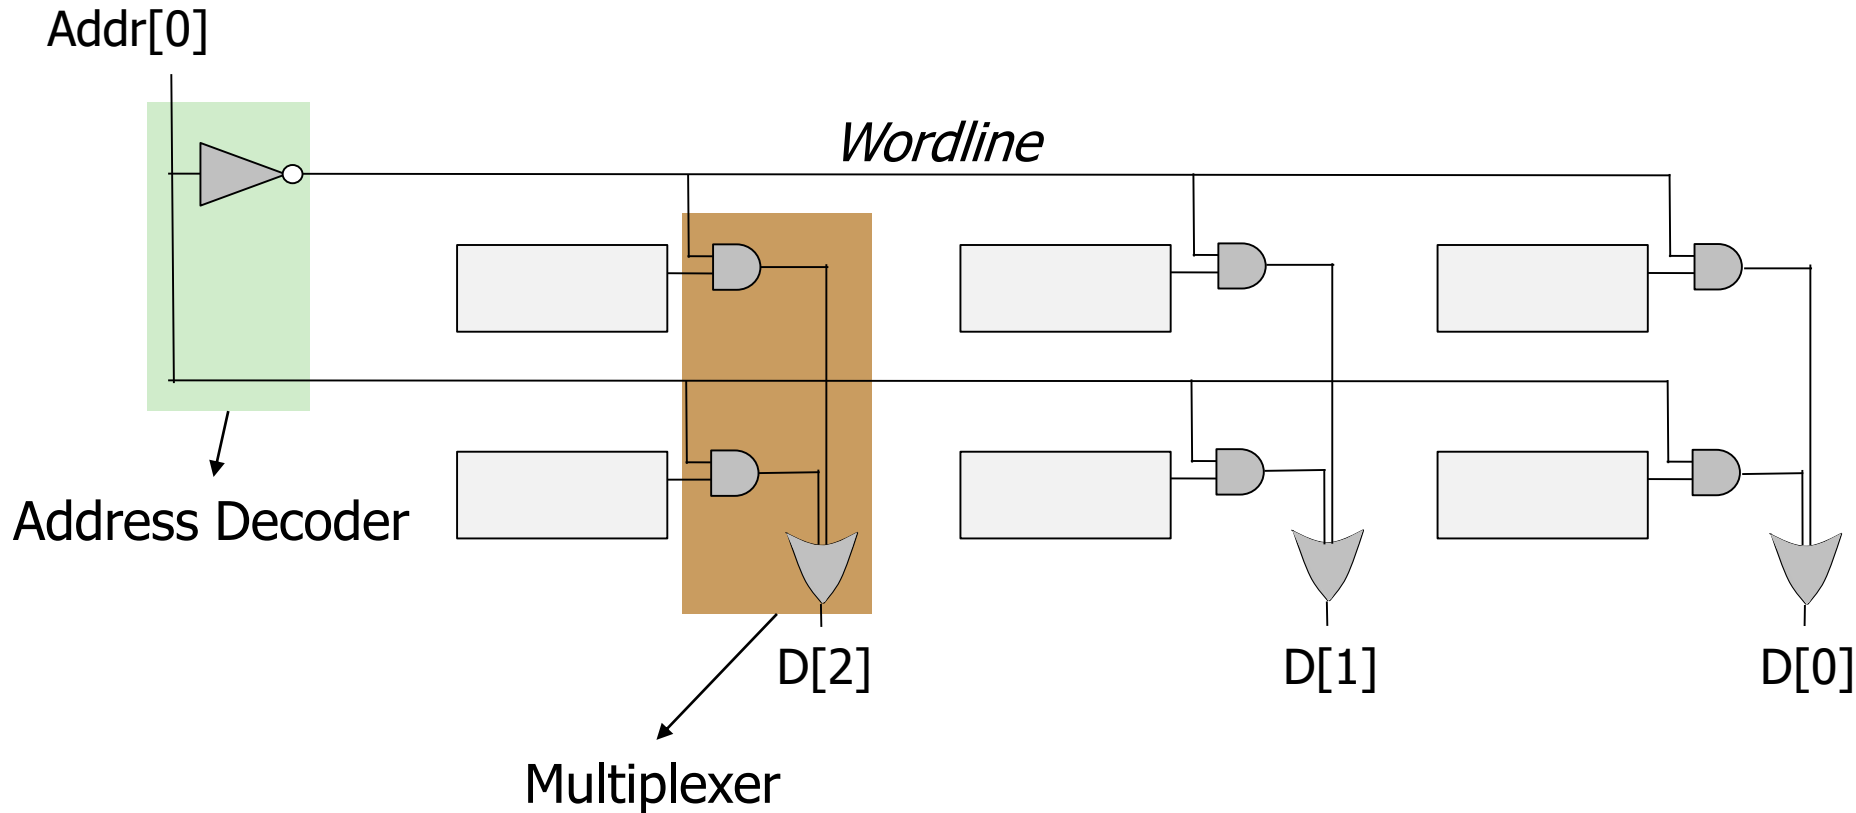 Addr[0]
Wordline
Address Decoder
D[2]
D[1]
D[0]
Multiplexer